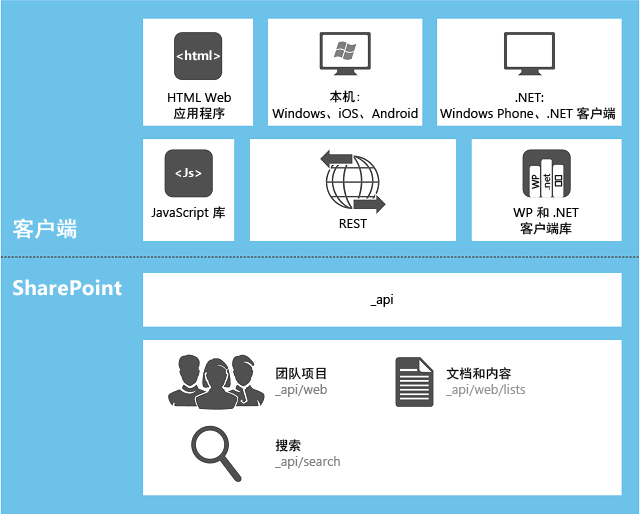 <html>
HTML Web
应用程序
本机：
Windows、iOS、Android
.NET:
Windows Phone、.NET 客户端
<Js>
JavaScript 库
REST
WP
.net
WP 和 .NET
客户端库
客户端
SharePoint
_api
团队项目
_api/web
文档和内容
_api/web/lists
搜索
_api/search